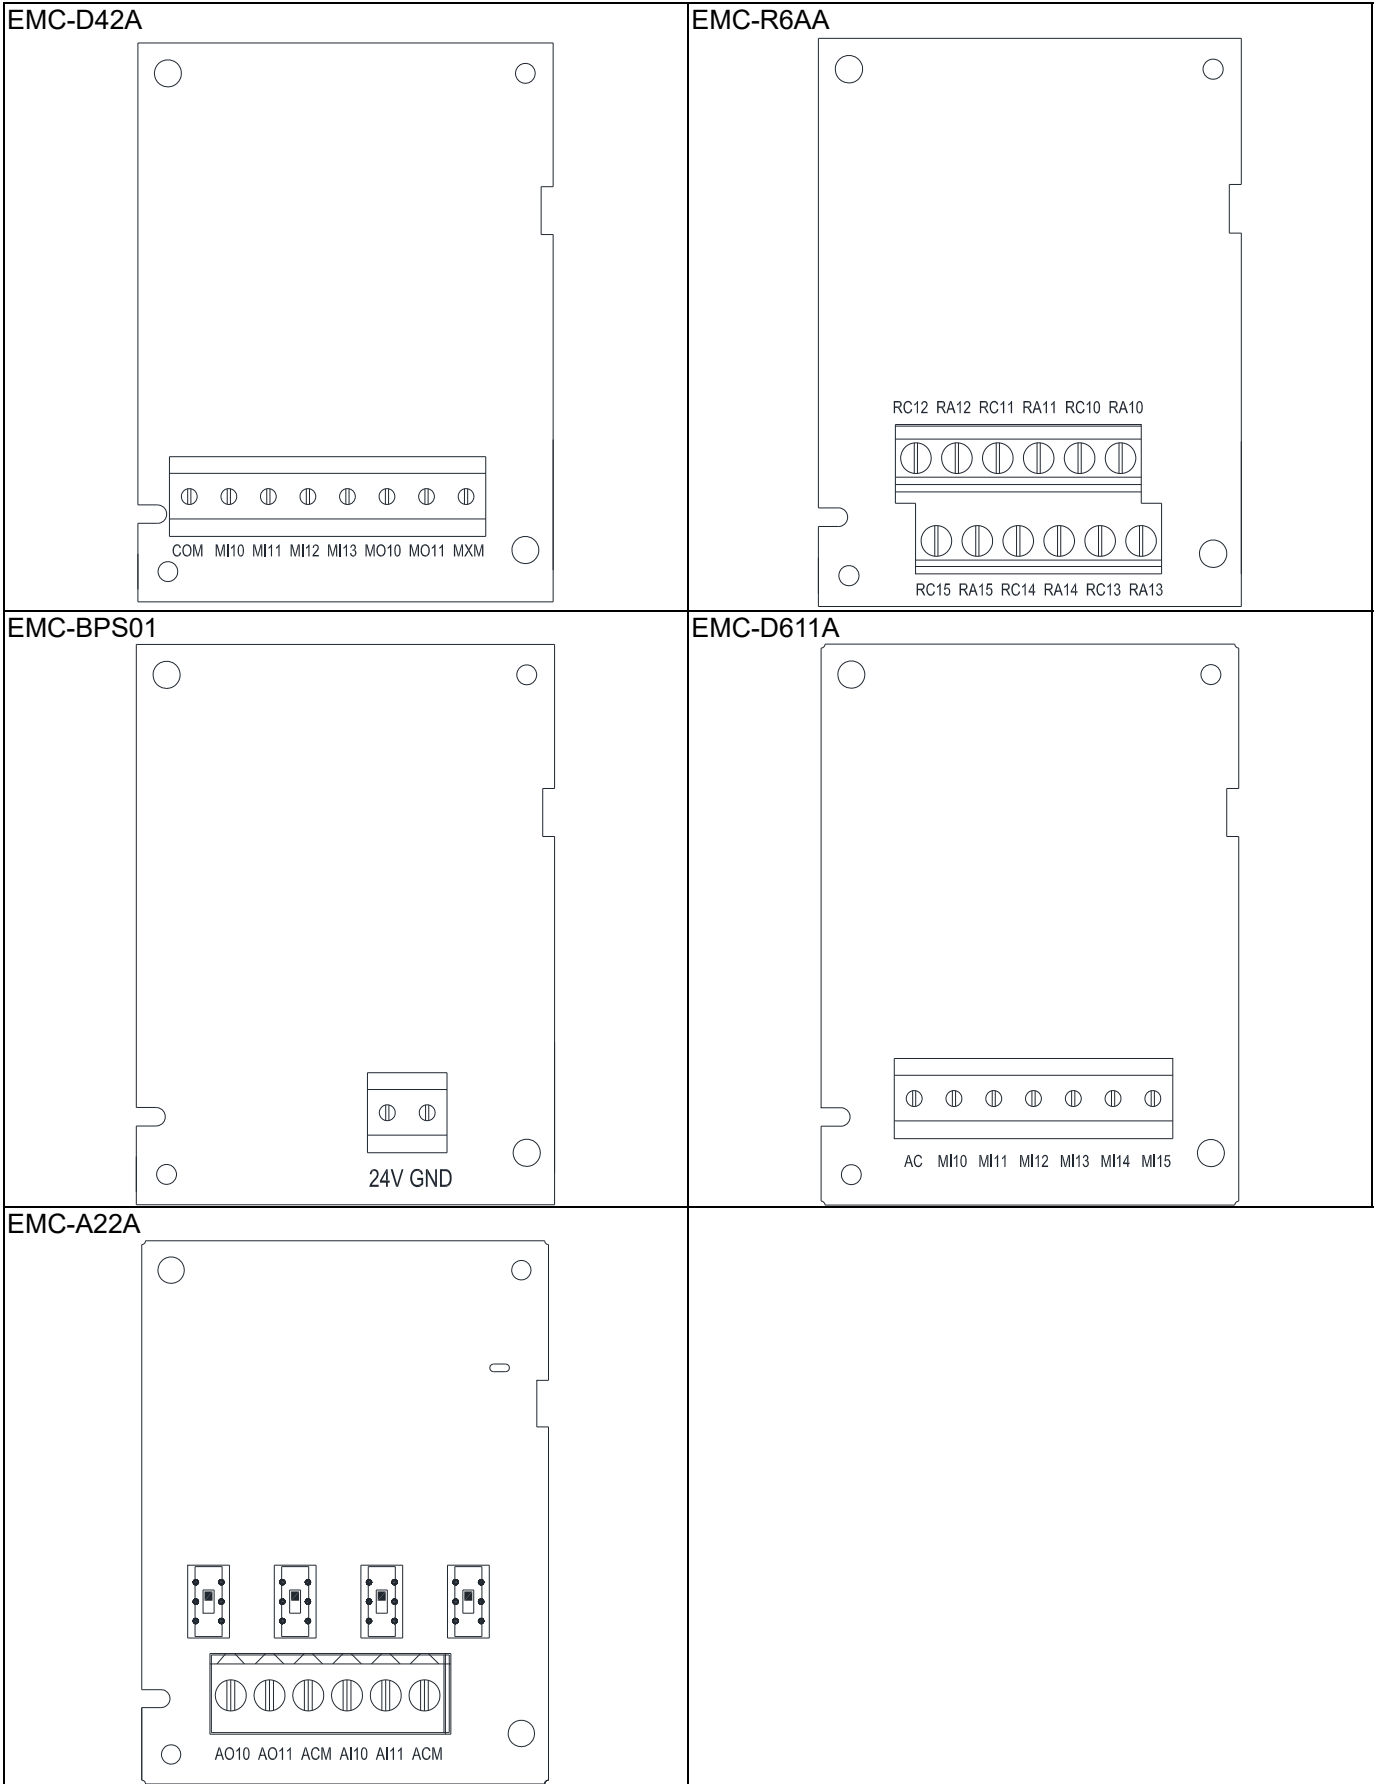 EMC-D42A
COM MI10 MI11 MI12 MI13 MO10 MO11 MXM
EMC-R6AA
RC12 RA12 RC11 RA11 RC10 RA10
RC15 RA15 RC14 RA14 RC13 RA13
EMC-BPS01
24V GND
EMC-D611A
AC MI10 MI11 MI12 MI13 MI14 MI15
EMC-A22A
AO10 AO11 ACM AI10 AI11 ACM